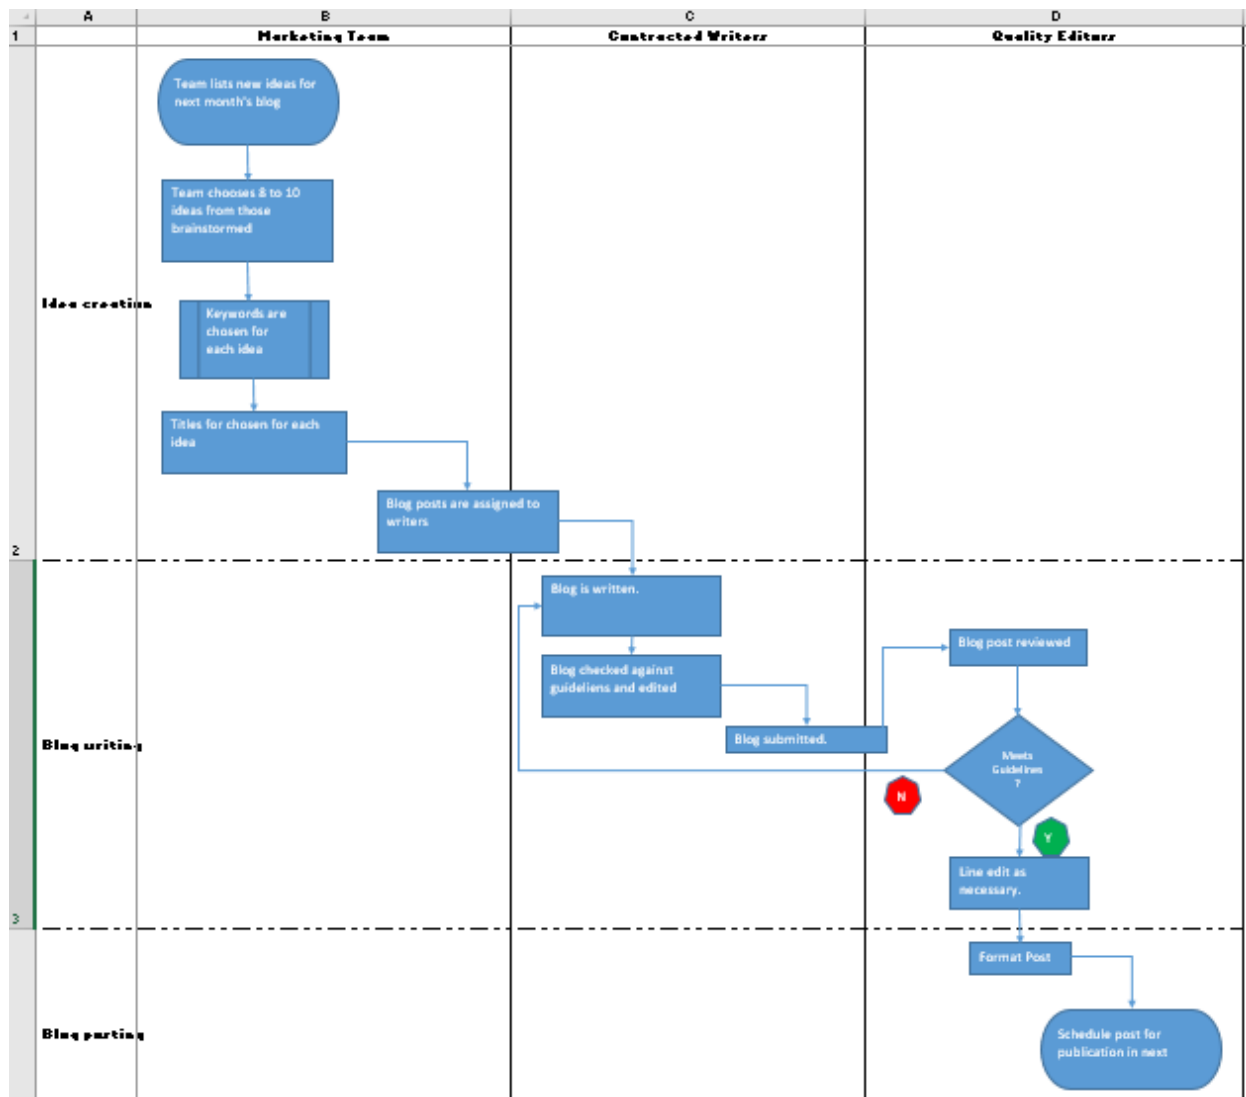 A B C D
1 Marketing Team Contracted Writers Quality Editors
Team lists new ideas for
next month's blog
Team chooses 8 to 10
ideas from those
brainstormed
Idea creation
Keywords are
chosen for
each idea
Titles for chosen for each
idea
Blog posts are assigned to
writers
2
Blog is written.
Blog post reviewed
Blog checked against
guideliens and edited
Blog submitted.
Blog writing
Meets
Guidelines
?
N
Y
Line edit as
necessary.
3
Format Post
Blog posting
Schedule post for
publication in next